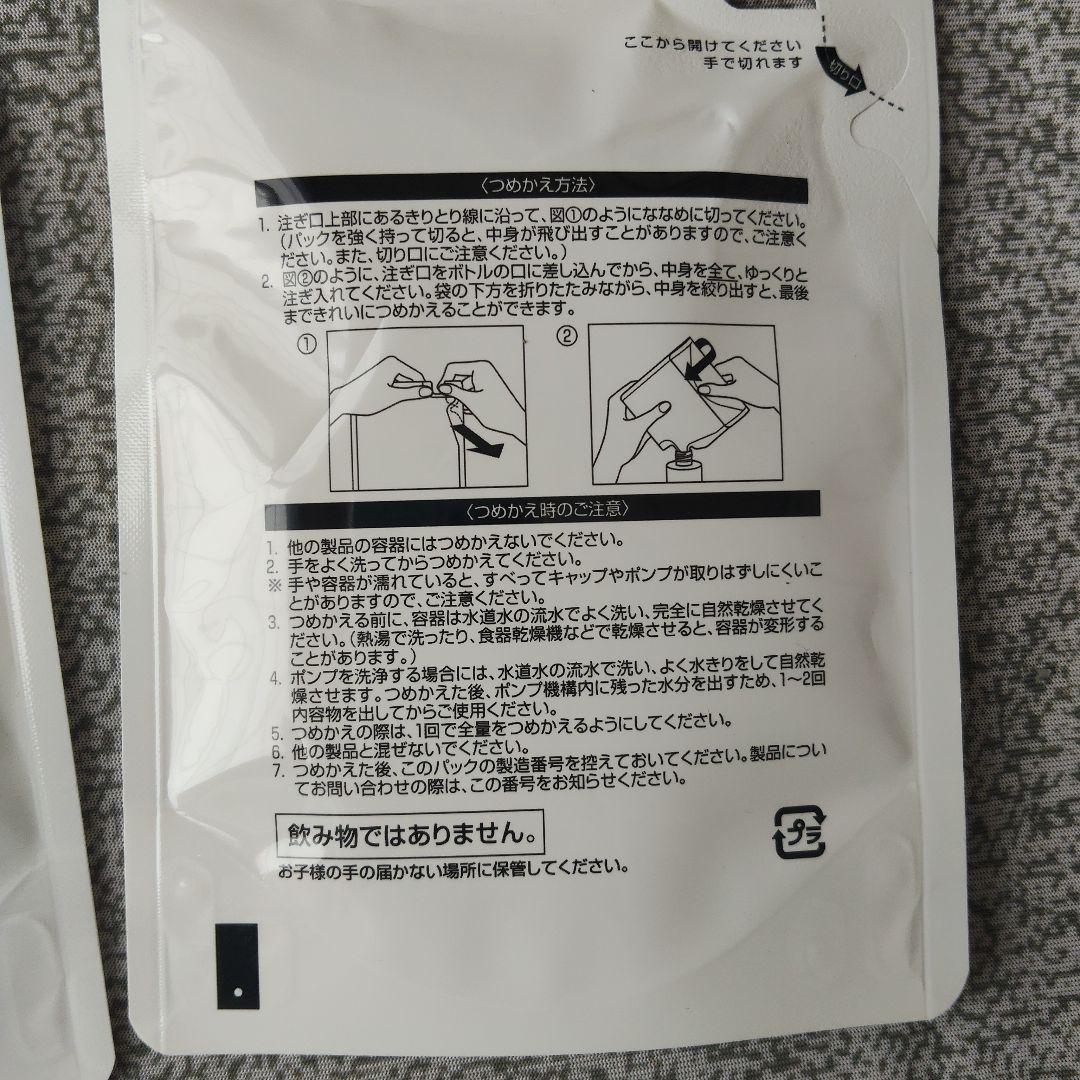 ここから開けてください
手で切れます
切り口
〈つめかえ方法〉
1. 注ぎ口上部にあるきりとり線に沿って、図①のようにななめに切ってください。
(パックを強く持って切ると、中身が飛び出すことがありますので、ご注意く
ださい。また、切り口にご注意ください。)
2. 図②のように、注ぎ口をボトルの口に差し込んでから、中身を全て、ゆっくりと
注ぎ入れてください。袋の下方を折りたたみながら、中身を絞り出すと、最後
まできれいにつめかえることができます。
① ②
〈つめかえ時のご注意〉
1. 他の製品の容器にはつめかえないでください。
2. 手をよく洗ってからつめかえてください。
※ 手や容器が濡れていると、すべってキャップやポンプが取りはずしにくいこ
とがありますので、ご注意ください。
3. つめかえる前に、容器は水道水の流水でよく洗い、完全に自然乾燥させてく
ださい。(熱湯で洗ったり、食器乾燥機などで乾燥させると、容器が変形する
ことがあります。)
4. ポンプを洗浄する場合には、水道水の流水で洗い、よく水きりをして自然乾
燥させます。つめかえた後、ポンプ機構内に残った水分を出すため、1〜2回
内容物を出してからご使用ください。
5. つめかえの際は、1回で全量をつめかえるようにしてください。
6. 他の製品と混ぜないでください。
7. つめかえた後、このパックの製造番号を控えておいてください。製品につい
てお問い合わせの際は、この番号をお知らせください。
飲み物ではありません。
プラ
お子様の手の届かない場所に保管してください。